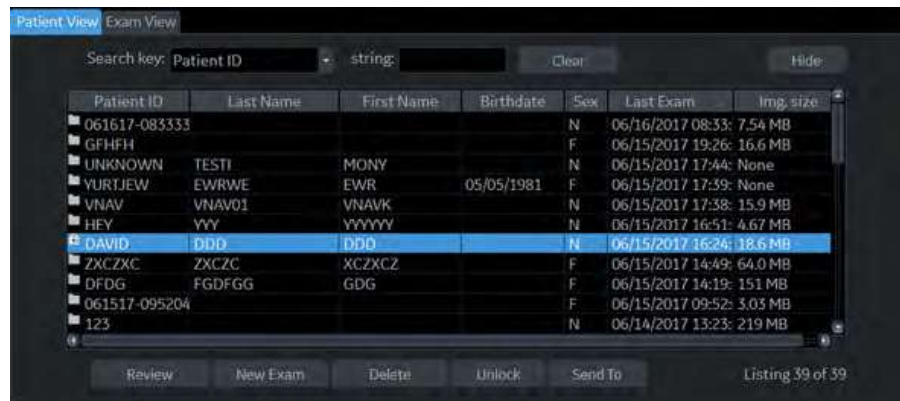 Patient View Exam View
Search key: Patient ID string: Clear Hide
Patient ID Last Name First Name Birthdate Sex Last Exam Img. size
061617-083333 N 06/16/2017 08:33: 7.54 MB
GFHFH F 06/15/2017 19:26: 16.6 MB
UNKNOWN TESTI MONY N 06/15/2017 17:44: None
YURTJEW EWRWE EWR 05/05/1981 F 06/15/2017 17:39: None
VNAV VNAV01 VNAVK N 06/15/2017 17:38: 15.9 MB
HEY YYY YYYYYY N 06/15/2017 16:51: 4.67 MB
DAVID DDD DDD N 06/15/2017 16:24: 18.6 MB
ZXCZXC ZXCZC XCZXCZ F 06/15/2017 14:49: 64.0 MB
DFDG FGDFGG GDG F 06/15/2017 14:19: 151 MB
061517-095204 F 06/15/2017 09:52: 3.03 MB
123 N 06/14/2017 13:23: 219 MB
Review New Exam Delete Unlock Send To Listing 39 of 39